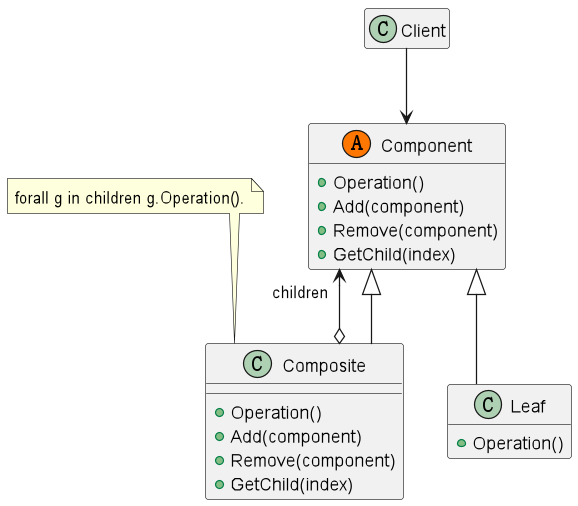 C Client
A Component
Operation()
Add(component)
Remove(component)
GetChild(index)
forall g in children g.Operation().
children
C Composite
Operation()
Add(component)
Remove(component)
GetChild(index)
C Leaf
Operation()